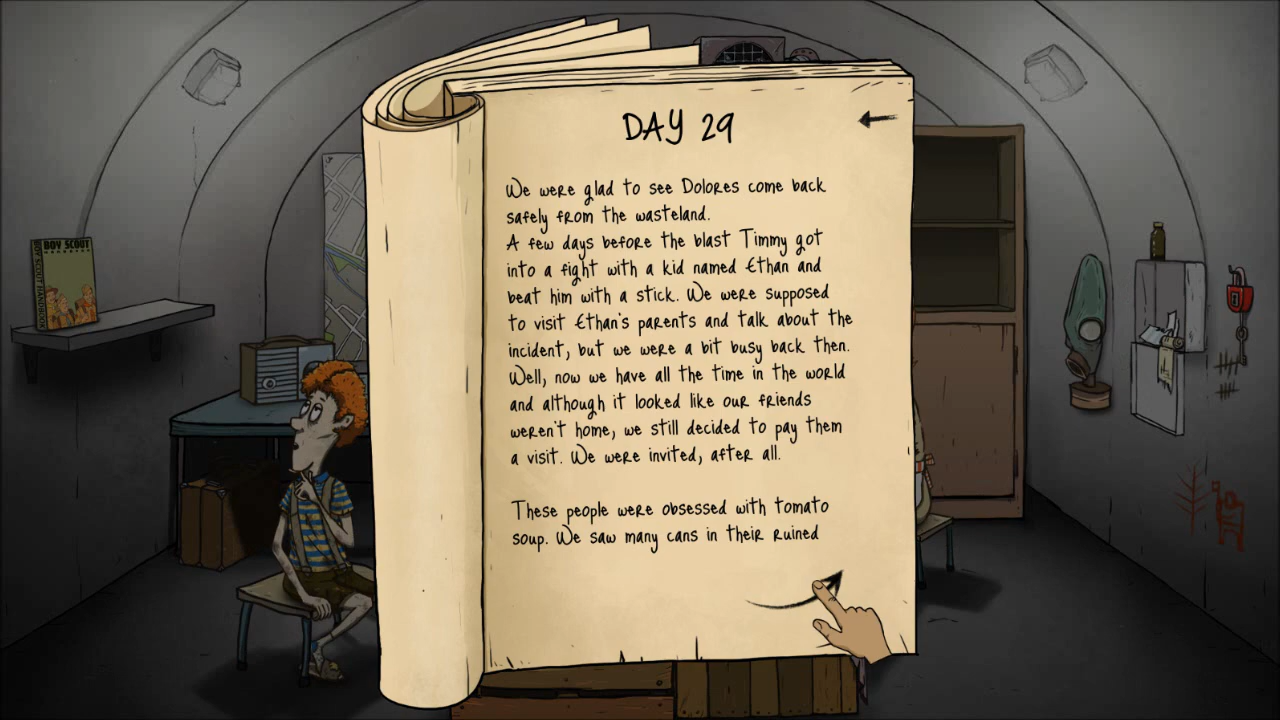 DAY 29
We were glad to see Dolores come back
safely from the wasteland.
A few days before the blast Timmy got
into a fight with a kid named Ethan and
beat him with a stick. We were supposed
to visit Ethan's parents and talk about the
incident, but we were a bit busy back then.
Well, now we have all the time in the world
and although it looked like our friends
weren't home, we still decided to pay them
a visit. We were invited, after all.
These people were obsessed with tomato
soup. We saw many cans in their ruined
BOY SCOUT
BOY SCOUT HANDBOOK